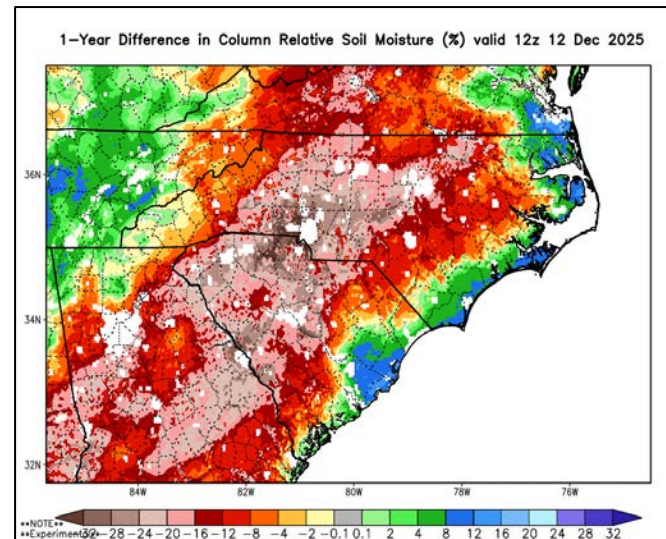 1-Year Difference in Column Relative Soil Moisture (%) valid 12z 12 Dec 2025
36N
34N
32N
84W 82W 80W 78W 76W
**NOTE**
-28 -24 -20 -16 -12 -8 -4 -2 -0.1 0.1 2 4 8 12 16 20 24 28 32